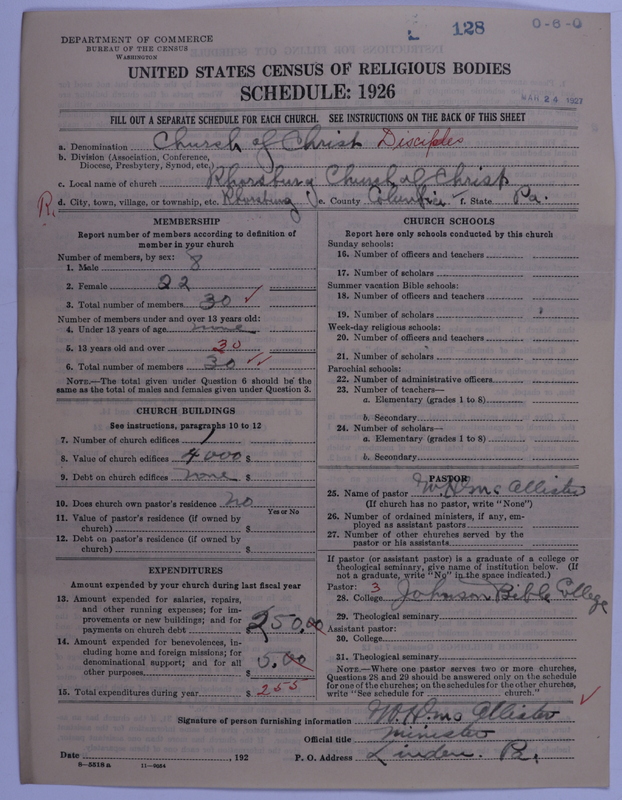 128
0-6-0
DEPARTMENT OF COMMERCE
BUREAU OF THE CENSUS
WASHINGTON
UNITED STATES CENSUS OF RELIGIOUS BODIES
SCHEDULE: 1926
MAR 24 1927
FILL OUT A SEPARATE SCHEDULE FOR EACH CHURCH. SEE INSTRUCTIONS ON THE BACK OF THIS SHEET
a. Denomination Church of Christ Disciples
b. Division (Association, Conference, Diocese, Presbytery, Synod, etc.)
c. Local name of church Rhorsburg Church of Christ
R. d. City, town, village, or township, etc. Rhorsburg e. County Columbia f. State Pa.
MEMBERSHIP
Report number of members according to definition of
member in your church
Number of members, by sex:
1. Male 8
2. Female 22
3. Total number of members 30
Number of members under and over 13 years old:
4. Under 13 years of age none
5. 13 years old and over 30
6. Total number of members 30
NOTE.—The total given under Question 6 should be the
same as the total of males and females given under Question 3.
CHURCH BUILDINGS
See instructions, paragraphs 10 to 12
7. Number of church edifices 1
8. Value of church edifices 4000 $
9. Debt on church edifices none $
10. Does church own pastor's residence no
Yes or No
11. Value of pastor's residence (if owned by
church) $
12. Debt on pastor's residence (if owned by
church) $
EXPENDITURES
Amount expended by your church during last fiscal year
13. Amount expended for salaries, repairs,
and other running expenses; for im-
provements or new buildings; and for
payments on church debt $250.00
14. Amount expended for benevolences, in-
cluding home and foreign missions; for
denominational support; and for all
other purposes $ 5.00
15. Total expenditures during year $ 255
CHURCH SCHOOLS
Report here only schools conducted by this church
Sunday schools:
16. Number of officers and teachers
17. Number of scholars
Summer vacation Bible schools:
18. Number of officers and teachers
19. Number of scholars
Week-day religious schools:
20. Number of officers and teachers
21. Number of scholars
Parochial schools:
22. Number of administrative officers
23. Number of teachers—
a. Elementary (grades 1 to 8)
b. Secondary
24. Number of scholars—
a. Elementary (grades 1 to 8)
b. Secondary
PASTOR
25. Name of pastor W.H. Mc Allister
(If church has no pastor, write "None")
26. Number of ordained ministers, if any, em-
ployed as assistant pastors
27. Number of other churches served by the
pastor or his assistants
If pastor (or assistant pastor) is a graduate of a college or
theological seminary, give name of institution below. (If
not a graduate, write "No" in the space indicated.)
Pastor: 3
28. College Johnson Bible College
29. Theological seminary
Assistant pastor:
30. College
31. Theological seminary
NOTE.—Where one pastor serves two or more churches,
Questions 28 and 29 should be answered only on the schedule
for one of the churches; on the schedules for the other churches,
write "See schedule for church."
Signature of person furnishing information W.H. Mc Allister
Official title minister
Date , 192 P. O. Address Linden. Pa.
8—5518 a 11—9354